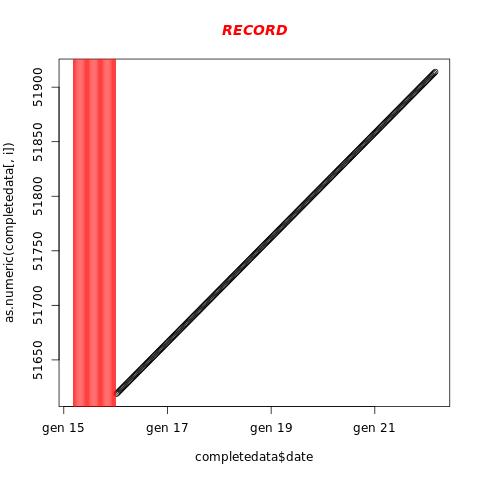 RECORD
as.numeric(completedata[, i])
51900
51850
51800
51750
51700
51650
gen 15 gen 17 gen 19 gen 21
completedata$date